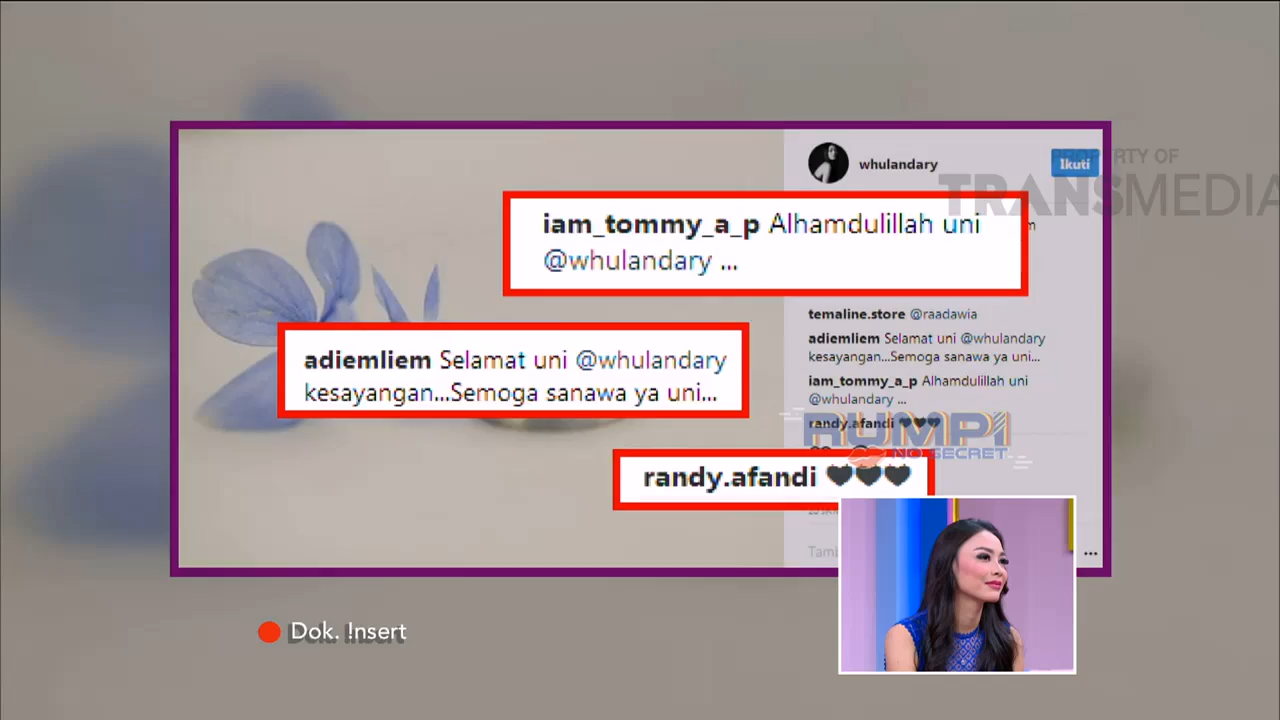 whulandary
Ikuti
PROPERTY OF
TRANSMEDIA
iam_tommy_a_p Alhamdulillah uni
@whulandary ...
temaline.store @raadawia
adiemliem Selamat uni @whulandary
kesayangan...Semoga sanawa ya uni...
iam_tommy_a_p Alhamdulillah uni
@whulandary ...
randy.afandi 🖤🖤🖤
adiemliem Selamat uni @whulandary
kesayangan...Semoga sanawa ya uni...
RUMPI
NO SECRET
randy.afandi 🖤🖤🖤
...
Dok. Insert